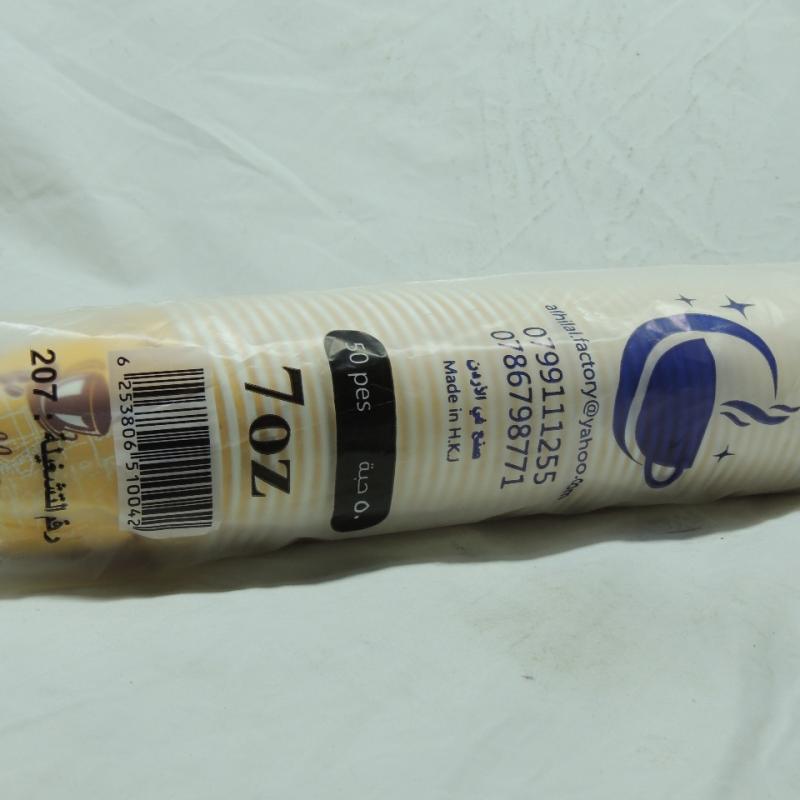 alhilal.factory@yahoo.com
0799111255
0786798771
صنع في الأردن
Made in H.K.J
50 pes ٥٠ حبة
7oz
6 253806 510042
رقم التشغيلة : 207